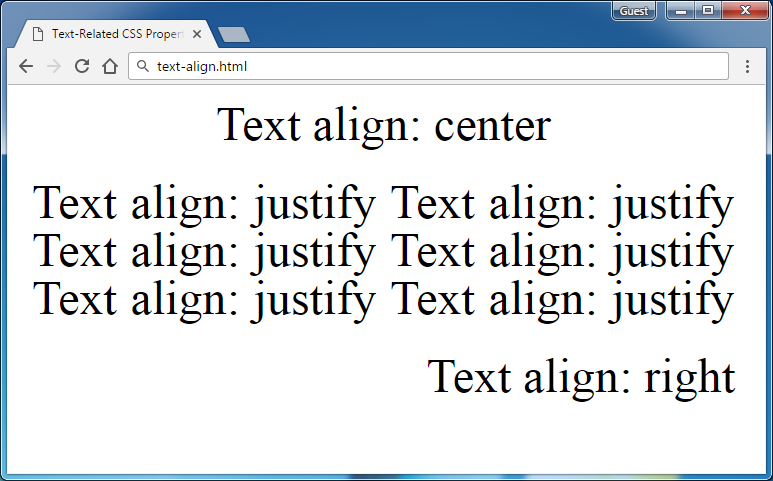 Guest
Text-Related CSS Propert
text-align.html
Text align: center
Text align: justify Text align: justify
Text align: justify Text align: justify
Text align: justify Text align: justify
Text align: right